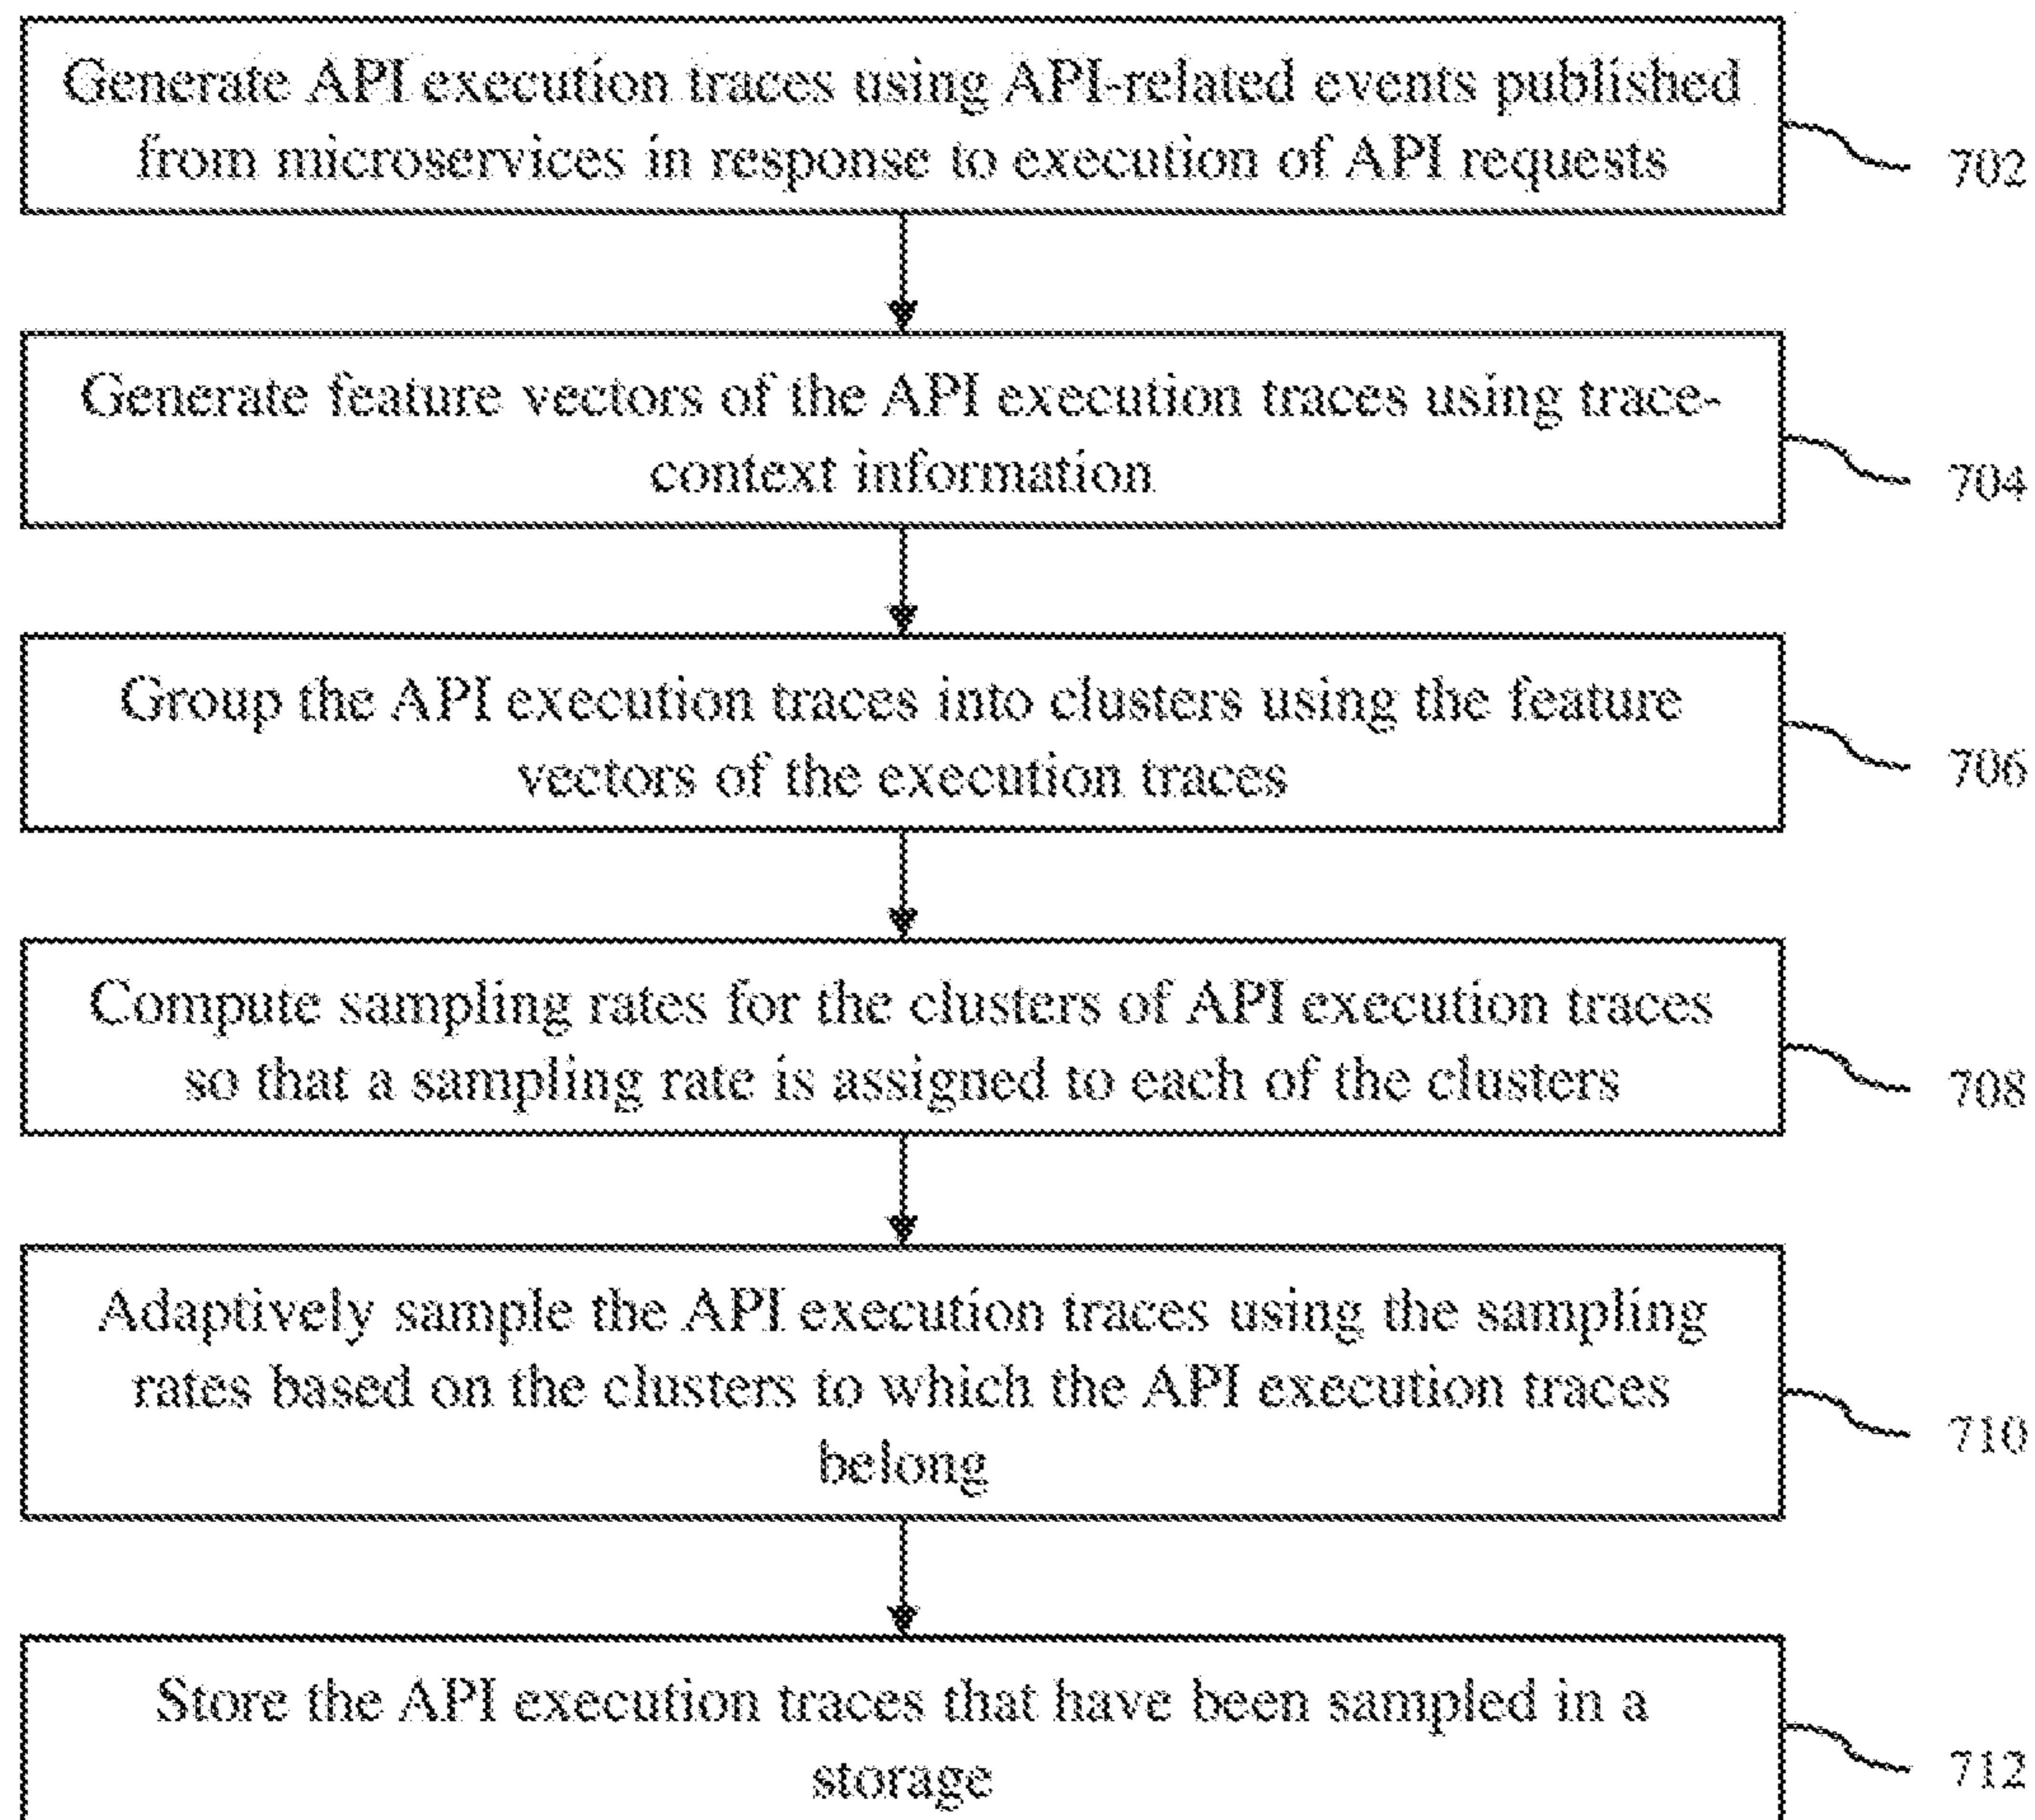 Generate API execution traces using API-related events published
from microservices in response to execution of API requests
702
Generate feature vectors of the API execution traces using trace-
context information
704
Group the API execution traces into clusters using the feature
vectors of the execution traces
706
Compute sampling rates for the clusters of API execution traces
so that a sampling rate is assigned to each of the clusters
708
Adaptively sample the API execution traces using the sampling
rates based on the clusters to which the API execution traces
belong
710
Store the API execution traces that have been sampled in a
storage
712